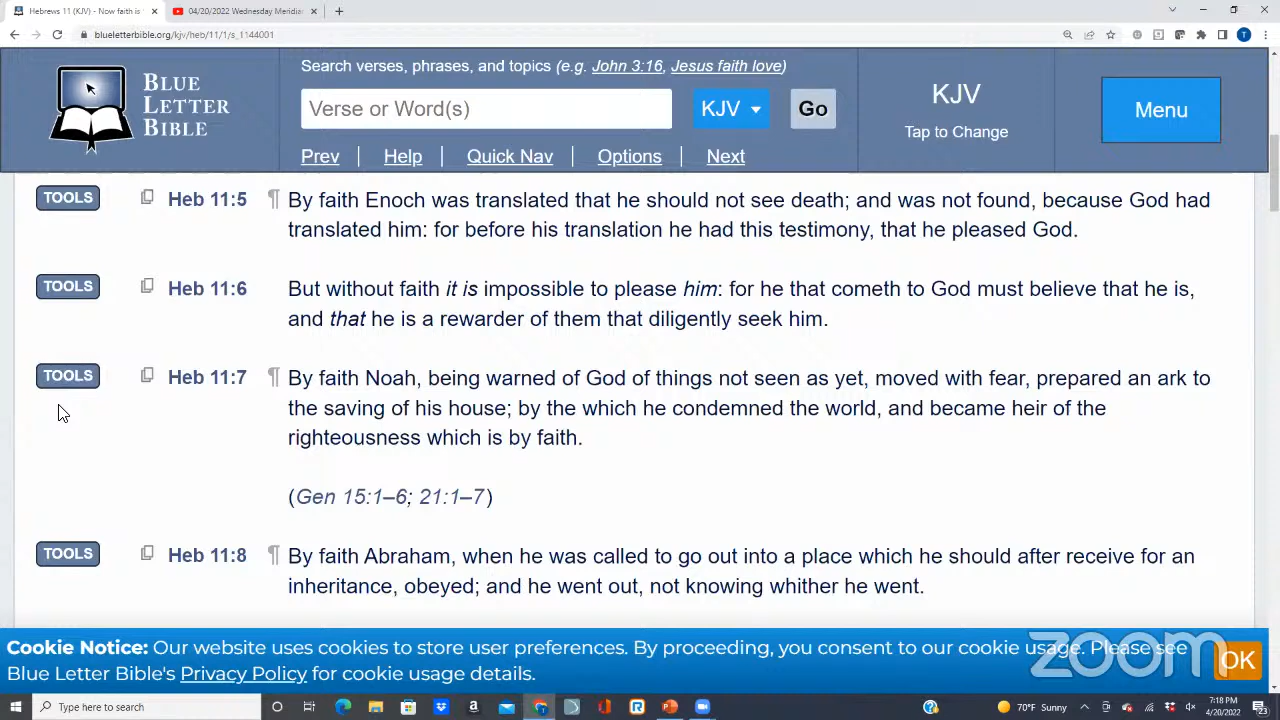 Hebrews 11 (KJV) - Now faith is
04/20/2022 Wednesday Meridia
blueletterbible.org/kjv/heb/11/1/s_1144001
Search verses, phrases, and topics (e.g. John 3:16, Jesus faith love)
BLUE
LETTER
BIBLE
Verse or Word(s)
KJV
Go
KJV
Tap to Change
Menu
Prev | Help | Quick Nav | Options | Next
TOOLS Heb 11:5 ¶ By faith Enoch was translated that he should not see death; and was not found, because God had
translated him: for before his translation he had this testimony, that he pleased God.
TOOLS Heb 11:6 But without faith it is impossible to please him: for he that cometh to God must believe that he is,
and that he is a rewarder of them that diligently seek him.
TOOLS Heb 11:7 ¶ By faith Noah, being warned of God of things not seen as yet, moved with fear, prepared an ark to
the saving of his house; by the which he condemned the world, and became heir of the
righteousness which is by faith.
(Gen 15:1–6; 21:1–7)
TOOLS Heb 11:8 ¶ By faith Abraham, when he was called to go out into a place which he should after receive for an
inheritance, obeyed; and he went out, not knowing whither he went.
Cookie Notice: Our website uses cookies to store user preferences. By proceeding, you consent to our cookie usage. Please see
Blue Letter Bible's Privacy Policy for cookie usage details.
OK
zoom
Type here to search
70°F Sunny
7:18 PM
4/20/2022